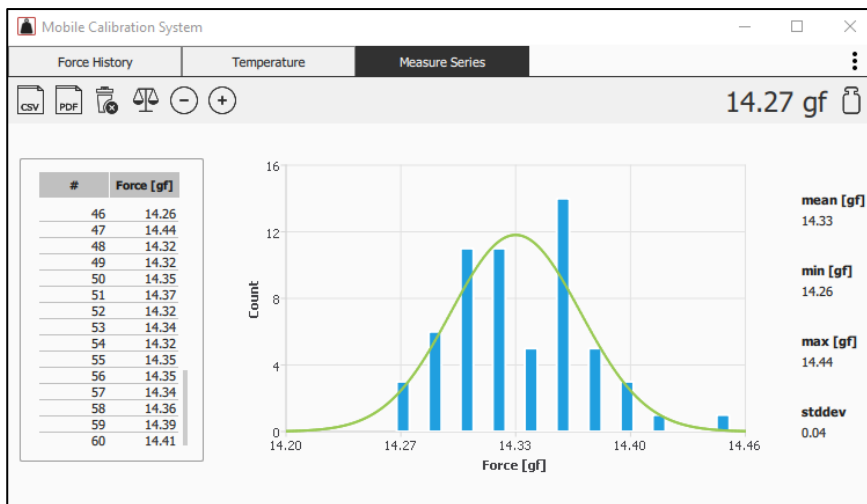 Mobile Calibration System
Force History Temperature Measure Series
CSV PDF 14.27 gf
# Force [gf]
46 14.26
47 14.44
48 14.32
49 14.32
50 14.35
51 14.37
52 14.32
53 14.34
54 14.32
55 14.35
56 14.35
57 14.34
58 14.36
59 14.39
60 14.41
Count
16
12
8
4
0
14.20 14.27 14.33 14.40 14.46
Force [gf]
mean [gf]
14.33
min [gf]
14.26
max [gf]
14.44
stddev
0.04